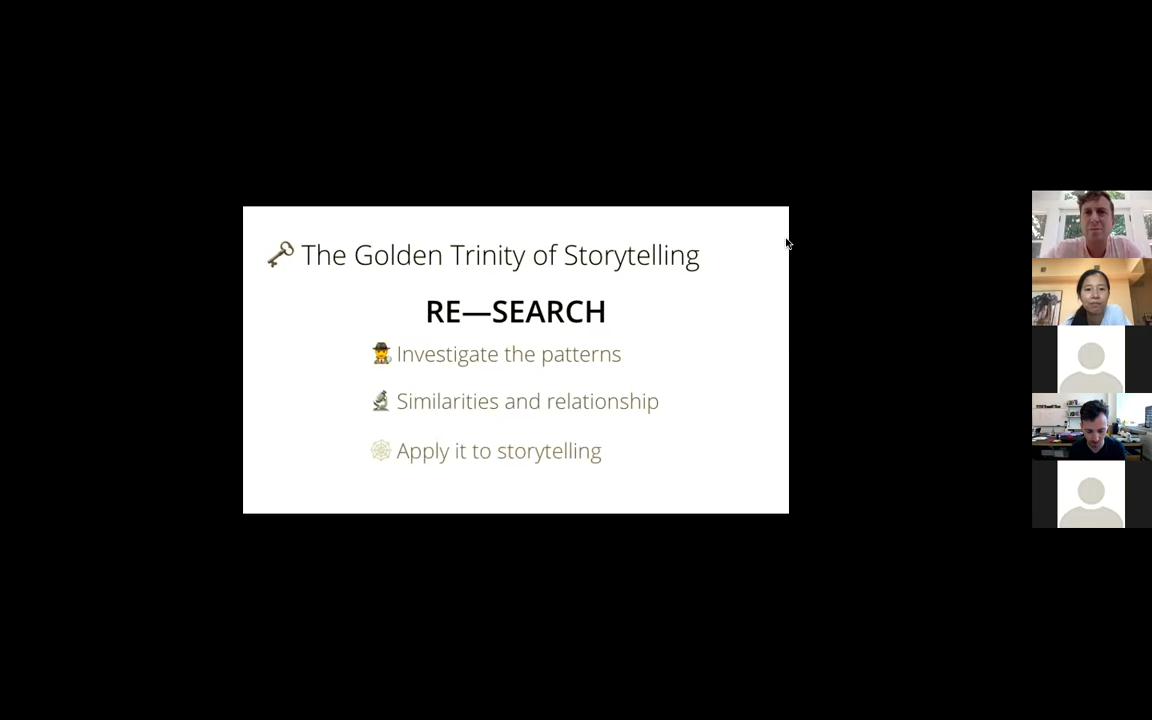 The Golden Trinity of Storytelling
RE—SEARCH
Investigate the patterns
Similarities and relationship
Apply it to storytelling